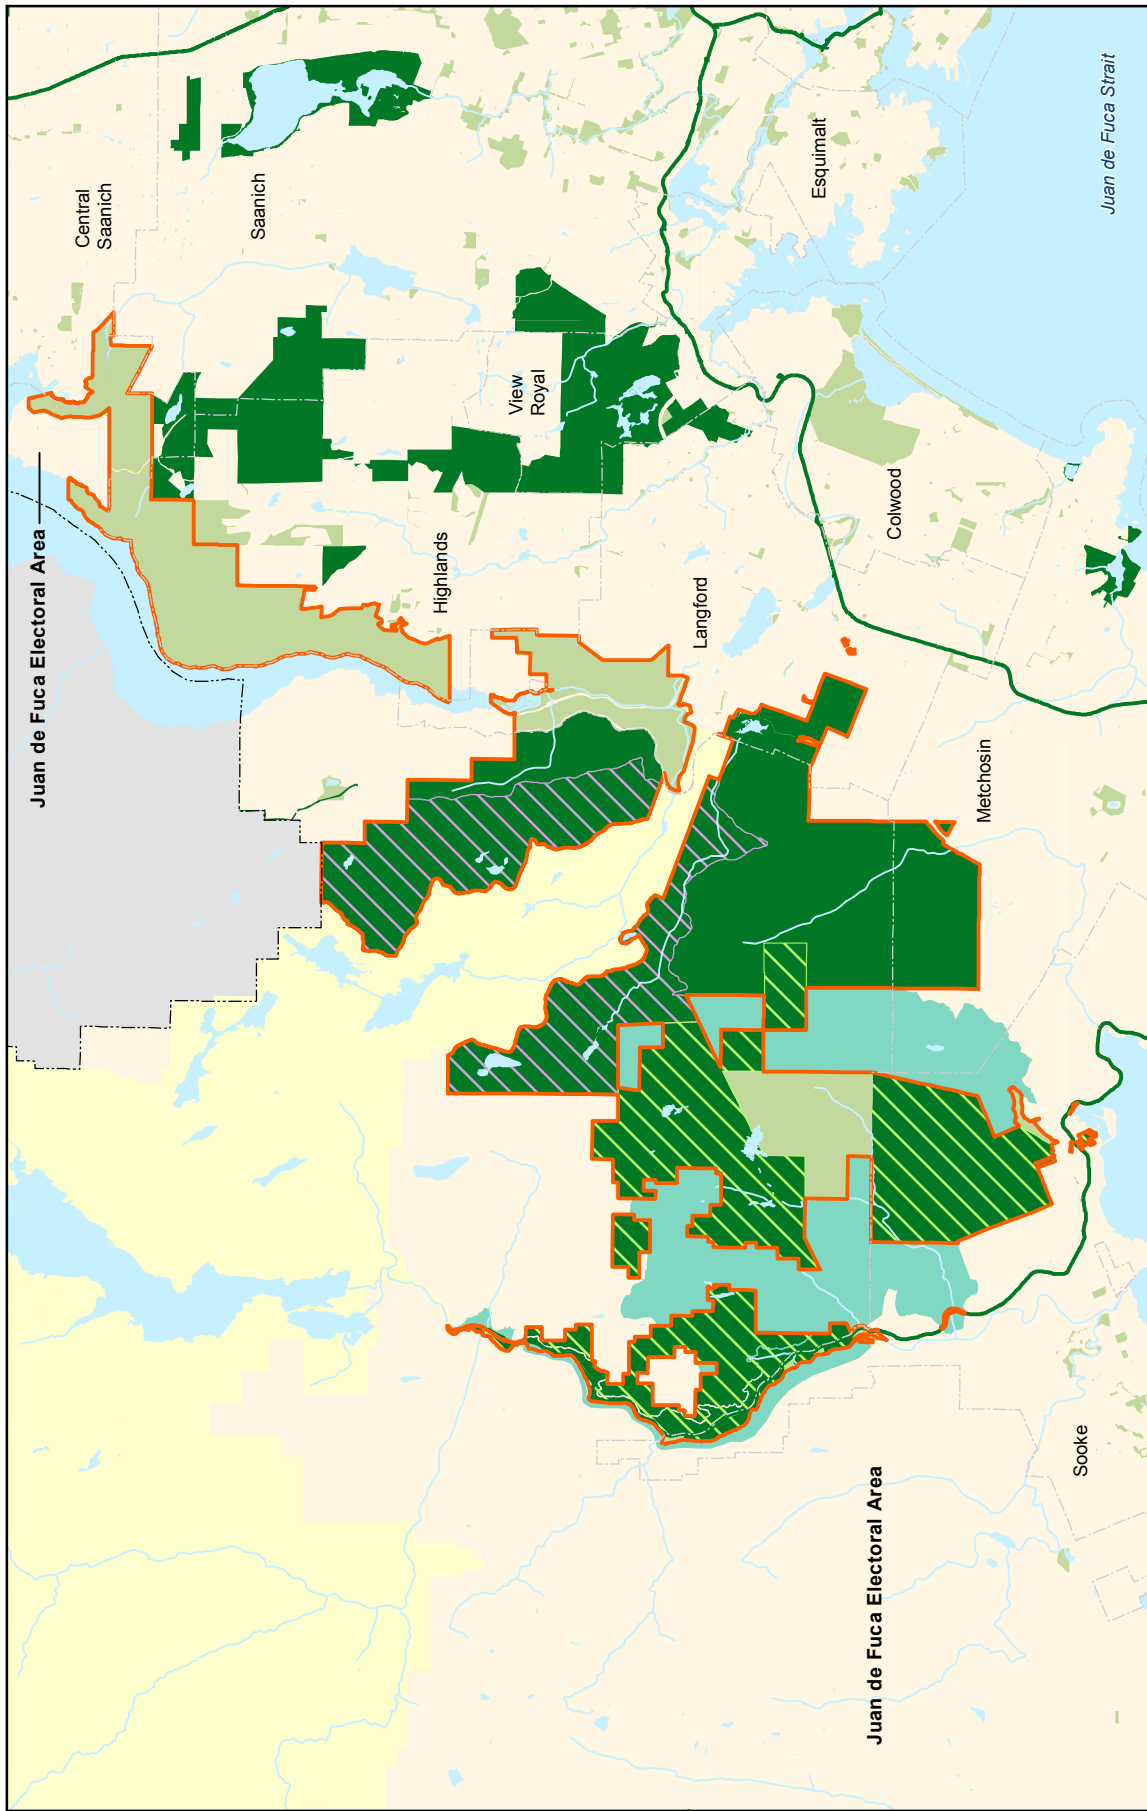 Juan de Fuca Electoral Area
Central
Saanich
Saanich
Highlands
View
Royal
Langford
Esquimalt
Colwood
Metchosin
Juan de Fuca Strait
Juan de Fuca Electoral Area
Sooke